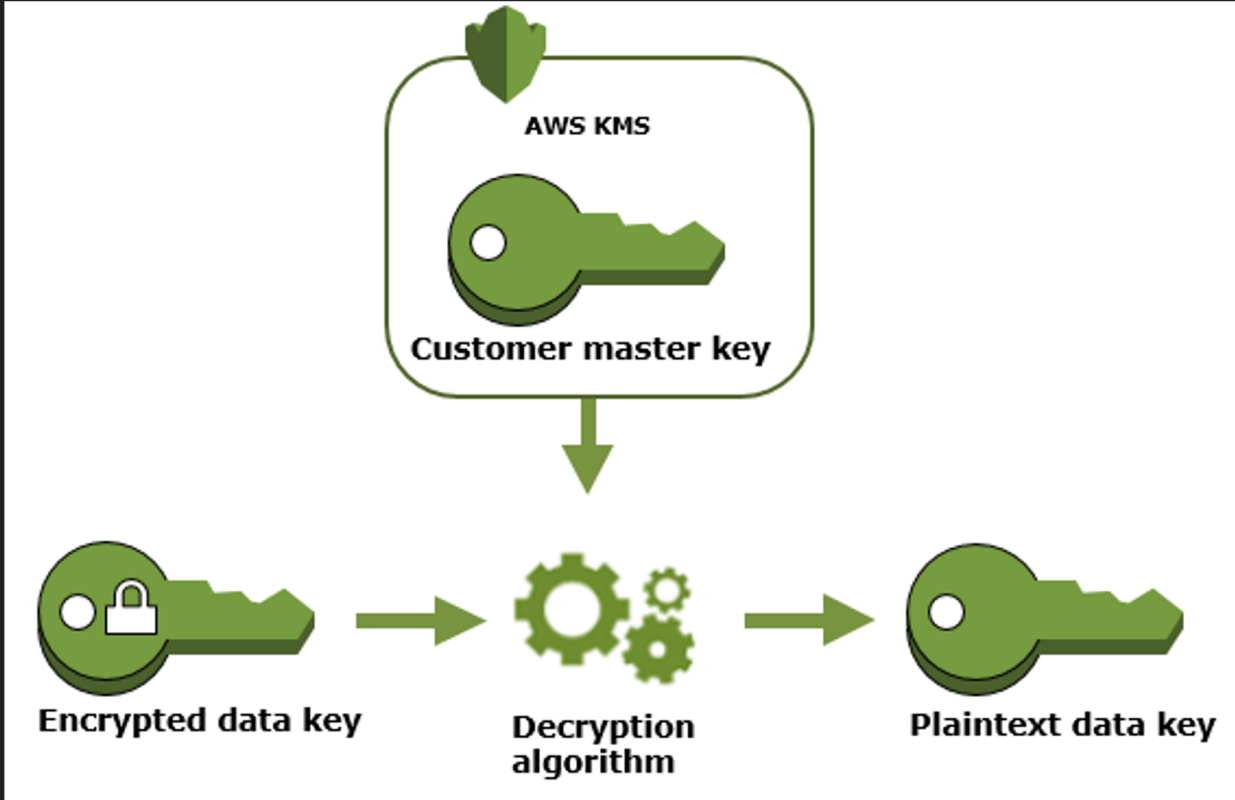 AWS KMS
Customer master key
Encrypted data key
Decryption
algorithm
Plaintext data key